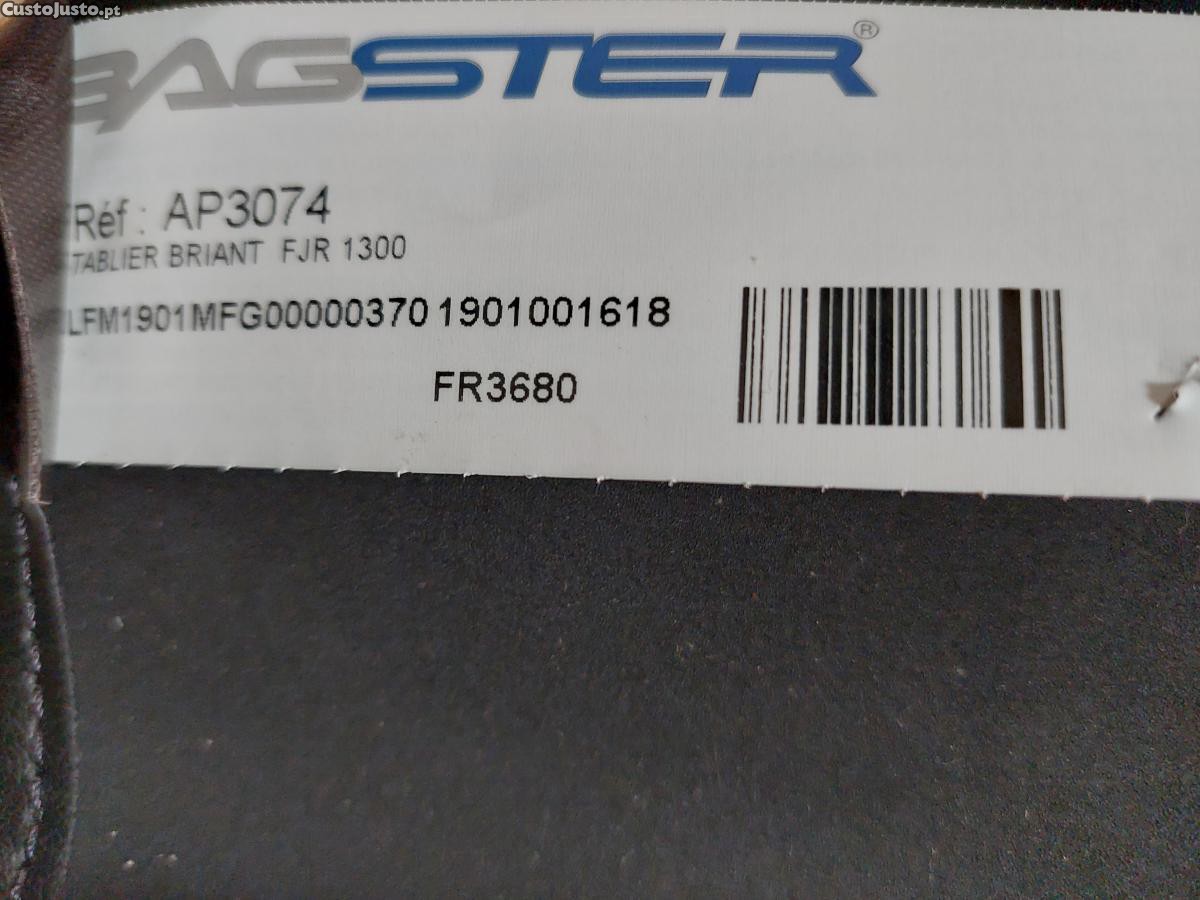 CustoJusto.pt
BAGSTER®
Réf : AP3074
TABLIER BRIANT FJR 1300
LFM1901MFG00000370 1901001618
FR3680